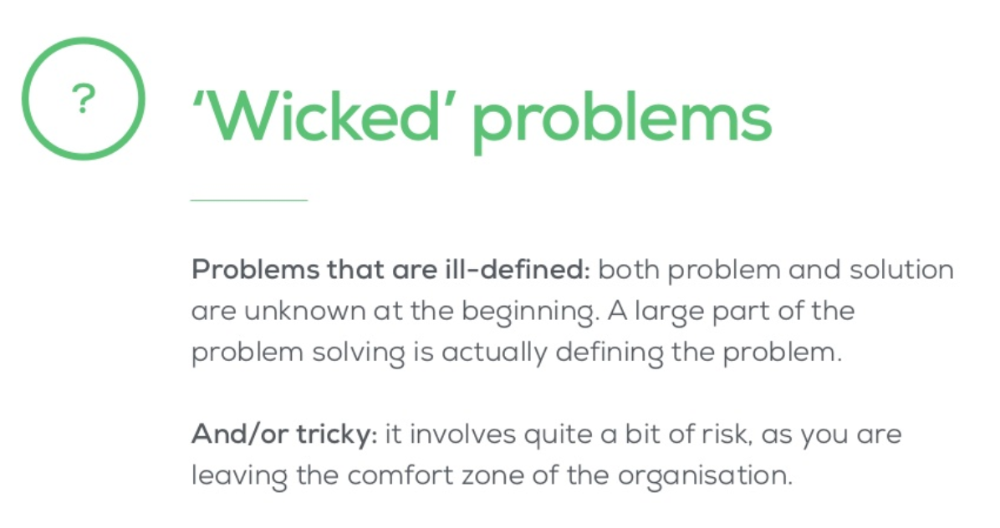 ?
‘Wicked’ problems
Problems that are ill-defined: both problem and solution
are unknown at the beginning. A large part of the
problem solving is actually defining the problem.
And/or tricky: it involves quite a bit of risk, as you are
leaving the comfort zone of the organisation.